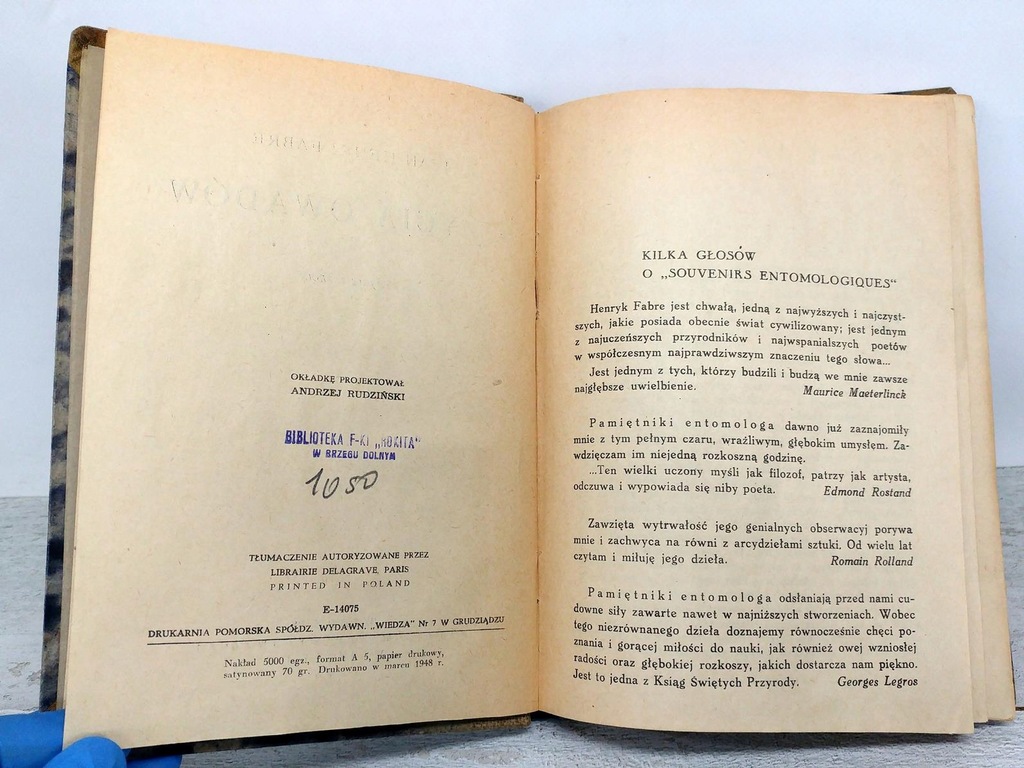 OKŁADKĘ PROJEKTOWAŁ
ANDRZEJ RUDZIŃSKI
BIBLIOTEKA F-KI „ROKITA"
W BRZEGU DOLNYM
1050
TŁUMACZENIE AUTORYZOWANE PRZEZ
LIBRAIRIE DELAGRAVE, PARIS
PRINTED IN POLAND
E-14075
DRUKARNIA POMORSKA SPÓŁDZ. WYDAWN. „WIEDZA" Nr 7 W GRUDZIĄDZU
Nakład 5000 egz., format A 5, papier drukowy,
satynowany 70 gr. Drukowano w marcu 1948 r.
KILKA GŁOSÓW
O „SOUVENIRS ENTOMOLOGIQUES"
Henryk Fabre jest chwałą, jedną z najwyższych i najczyst-
szych, jakie posiada obecnie świat cywilizowany; jest jednym
z najuczeńszych przyrodników i najwspanialszych poetów
w współczesnym najprawdziwszym znaczeniu tego słowa...
Jest jednym z tych, którzy budzili i budzą we mnie zawsze
najgłębsze uwielbienie. Maurice Maeterlinck
Pamiętniki entomologa dawno już zaznajomiły
mnie z tym pełnym czaru, wraźliwym, głębokim umysłem. Za-
wdzięczam im niejedną rozkoszną godzinę.
...Ten wielki uczony myśli jak filozof, patrzy jak artysta,
odczuwa i wypowiada się niby poeta. Edmond Rostand
Zawzięta wytrwałość jego genialnych obserwacyj porywa
mnie i zachwyca na równi z arcydziełami sztuki. Od wielu lat
czytam i miłuję jego dzieła. Romain Rolland
Pamiętniki entomologa odsłaniają przed nami cu-
downe siły zawarte nawet w najniższych stworzeniach. Wobec
tego niezrównanego dzieła doznajemy równocześnie chęci po-
znania i gorącej miłości do nauki, jak również owej wzniosłej
radości oraz głębokiej rozkoszy, jakich dostarcza nam piękno.
Jest to jedna z Ksiąg Świętych Przyrody. Georges Legros